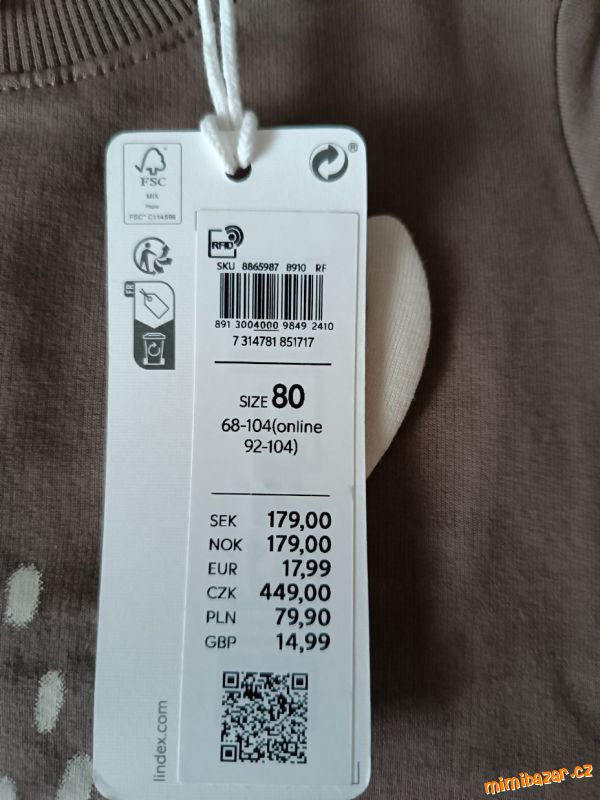 FSC
MIX
FSC® C114598
®
FR
RFID
SKU 8865987 8910 RF
891 3004000 9849 2410
7 314781 851717
SIZE 80
68-104(online
92-104)
SEK 179,00
NOK 179,00
EUR 17,99
CZK 449,00
PLN 79,90
GBP 14,99
lindex.com
mimibazar.cz